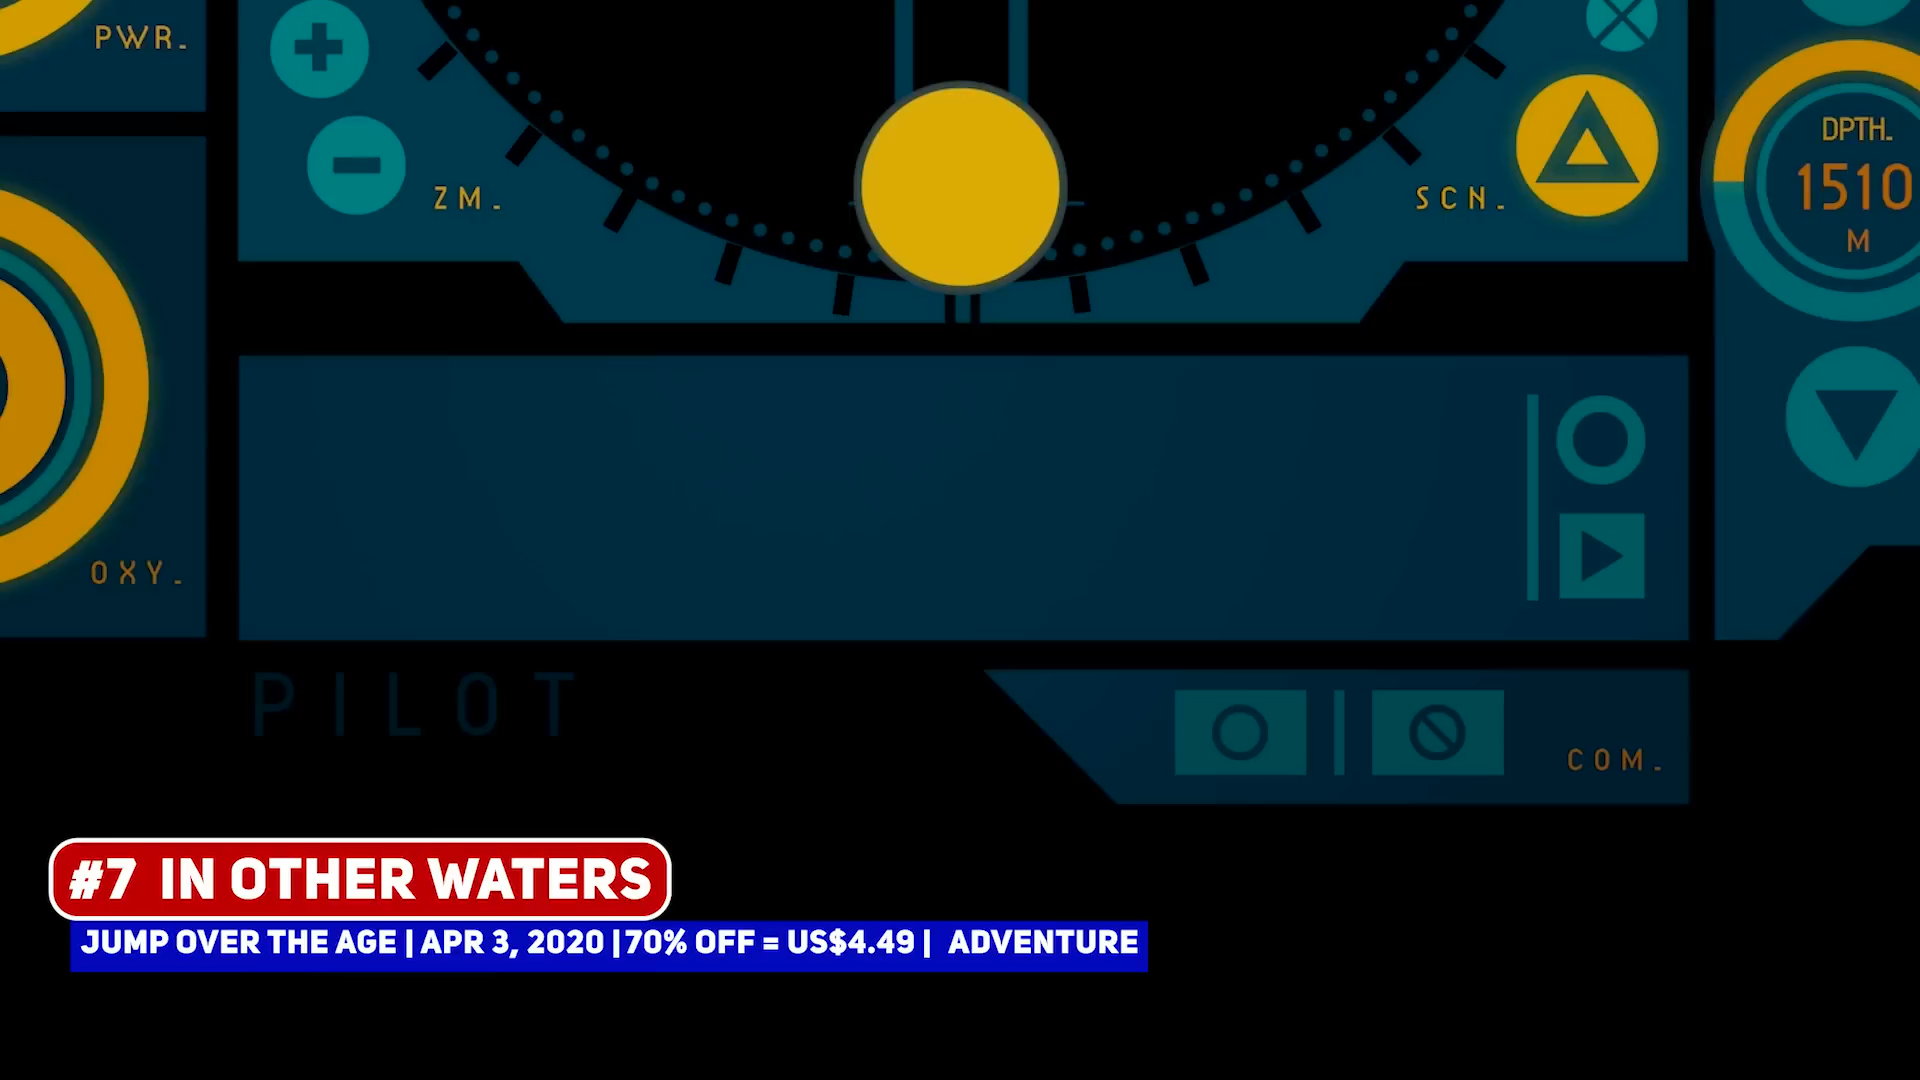 PWR.
ZM.
SCN.
DPTH.
1510
M
OXY.
PILOT
COM.
#7 IN OTHER WATERS
JUMP OVER THE AGE | APR 3, 2020 | 70% OFF = US$4.49 | ADVENTURE